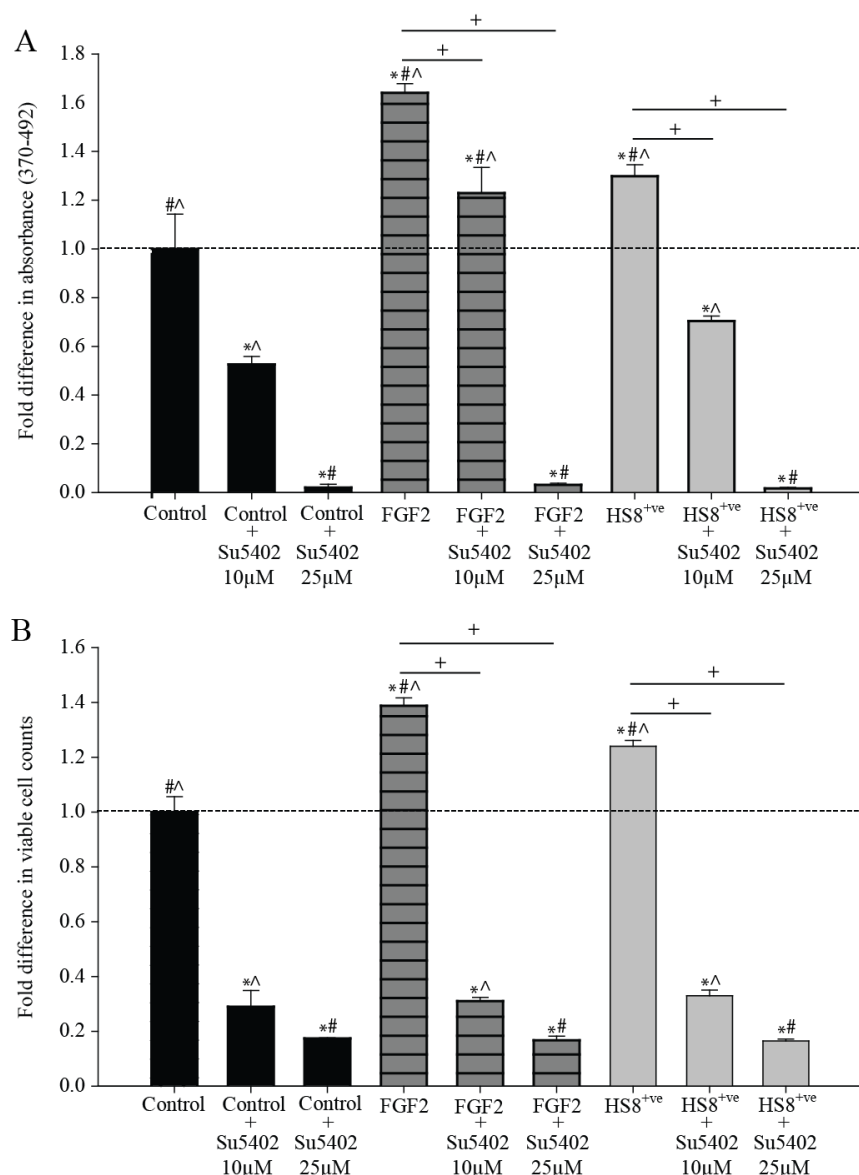 A
Fold difference in absorbance (370-492)
1.8
1.6
1.4
1.2
1.0
0.8
0.6
0.4
0.2
0.0
#^
*^
*#
*#^
*#^
*#
*#^
*^
*#
+
+
+
+
Control
Control
+
Su5402
10µM
Control
+
Su5402
25µM
FGF2
FGF2
+
Su5402
10µM
FGF2
+
Su5402
25µM
HS8+ve
HS8+ve
+
Su5402
10µM
HS8+ve
+
Su5402
25µM
B
Fold difference in viable cell counts
1.6
1.4
1.2
1.0
0.8
0.6
0.4
0.2
0.0
#^
*^
*#
*#^
*^
*#
*#^
*^
*#
+
+
+
+
Control
Control
+
Su5402
10µM
Control
+
Su5402
25µM
FGF2
FGF2
+
Su5402
10µM
FGF2
+
Su5402
25µM
HS8+ve
HS8+ve
+
Su5402
10µM
HS8+ve
+
Su5402
25µM